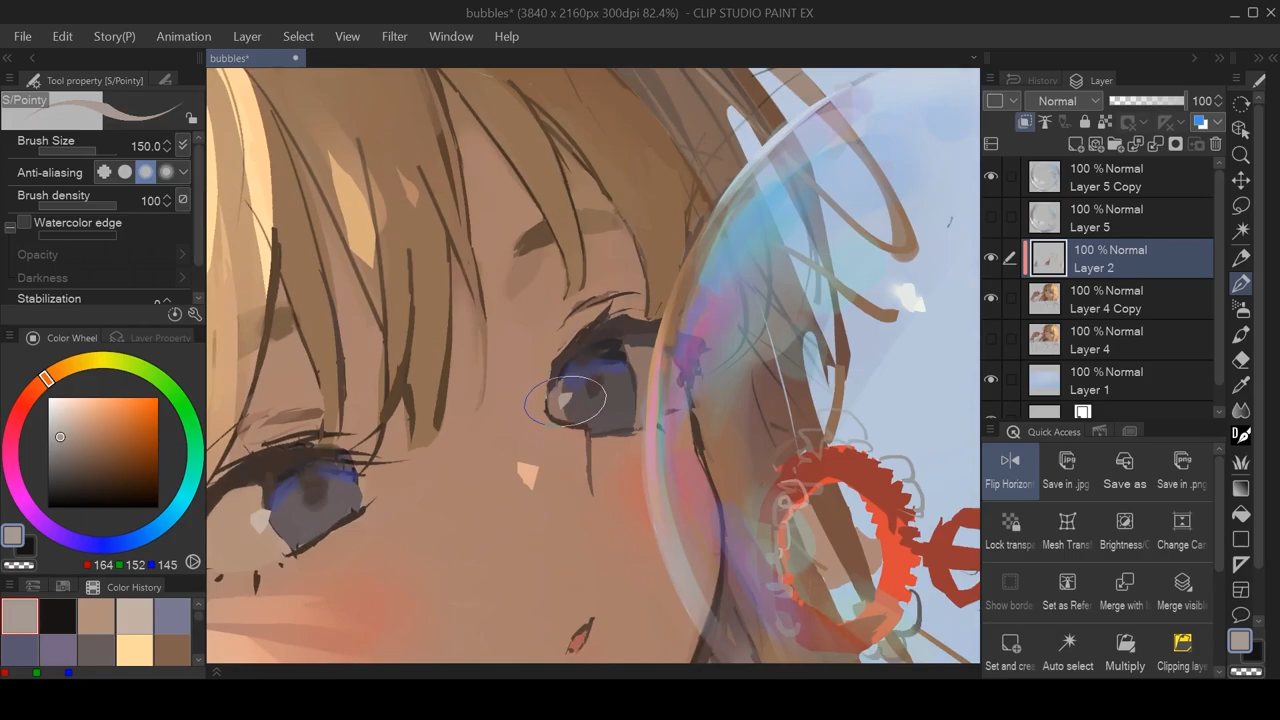 bubbles* (3840 x 2160px 300dpi 82.4%)  - CLIP STUDIO PAINT EX
File Edit Story(P) Animation Layer Select View Filter Window Help
bubbles*
Tool property [S/Pointy]
S/Pointy
Brush Size 150.0
Anti-aliasing
Brush density 100
Watercolor edge
Opacity
Darkness
Stabilization
Color Wheel Layer Property
164 152 145
Color History
History Layer
Normal 100
100 %Normal
Layer 5 Copy
100 %Normal
Layer 5
100 %Normal
Layer 2
100 %Normal
Layer 4 Copy
100 %Normal
Layer 4
100 %Normal
Layer 1
Quick Access
Flip Horizon Save in .jpg Save as Save in .png
Lock transp Mesh Trans Brightness/C Change Can
Show borde Set as Refe Merge with l Merge visibl
Set and crea Auto select Multiply Clipping laye